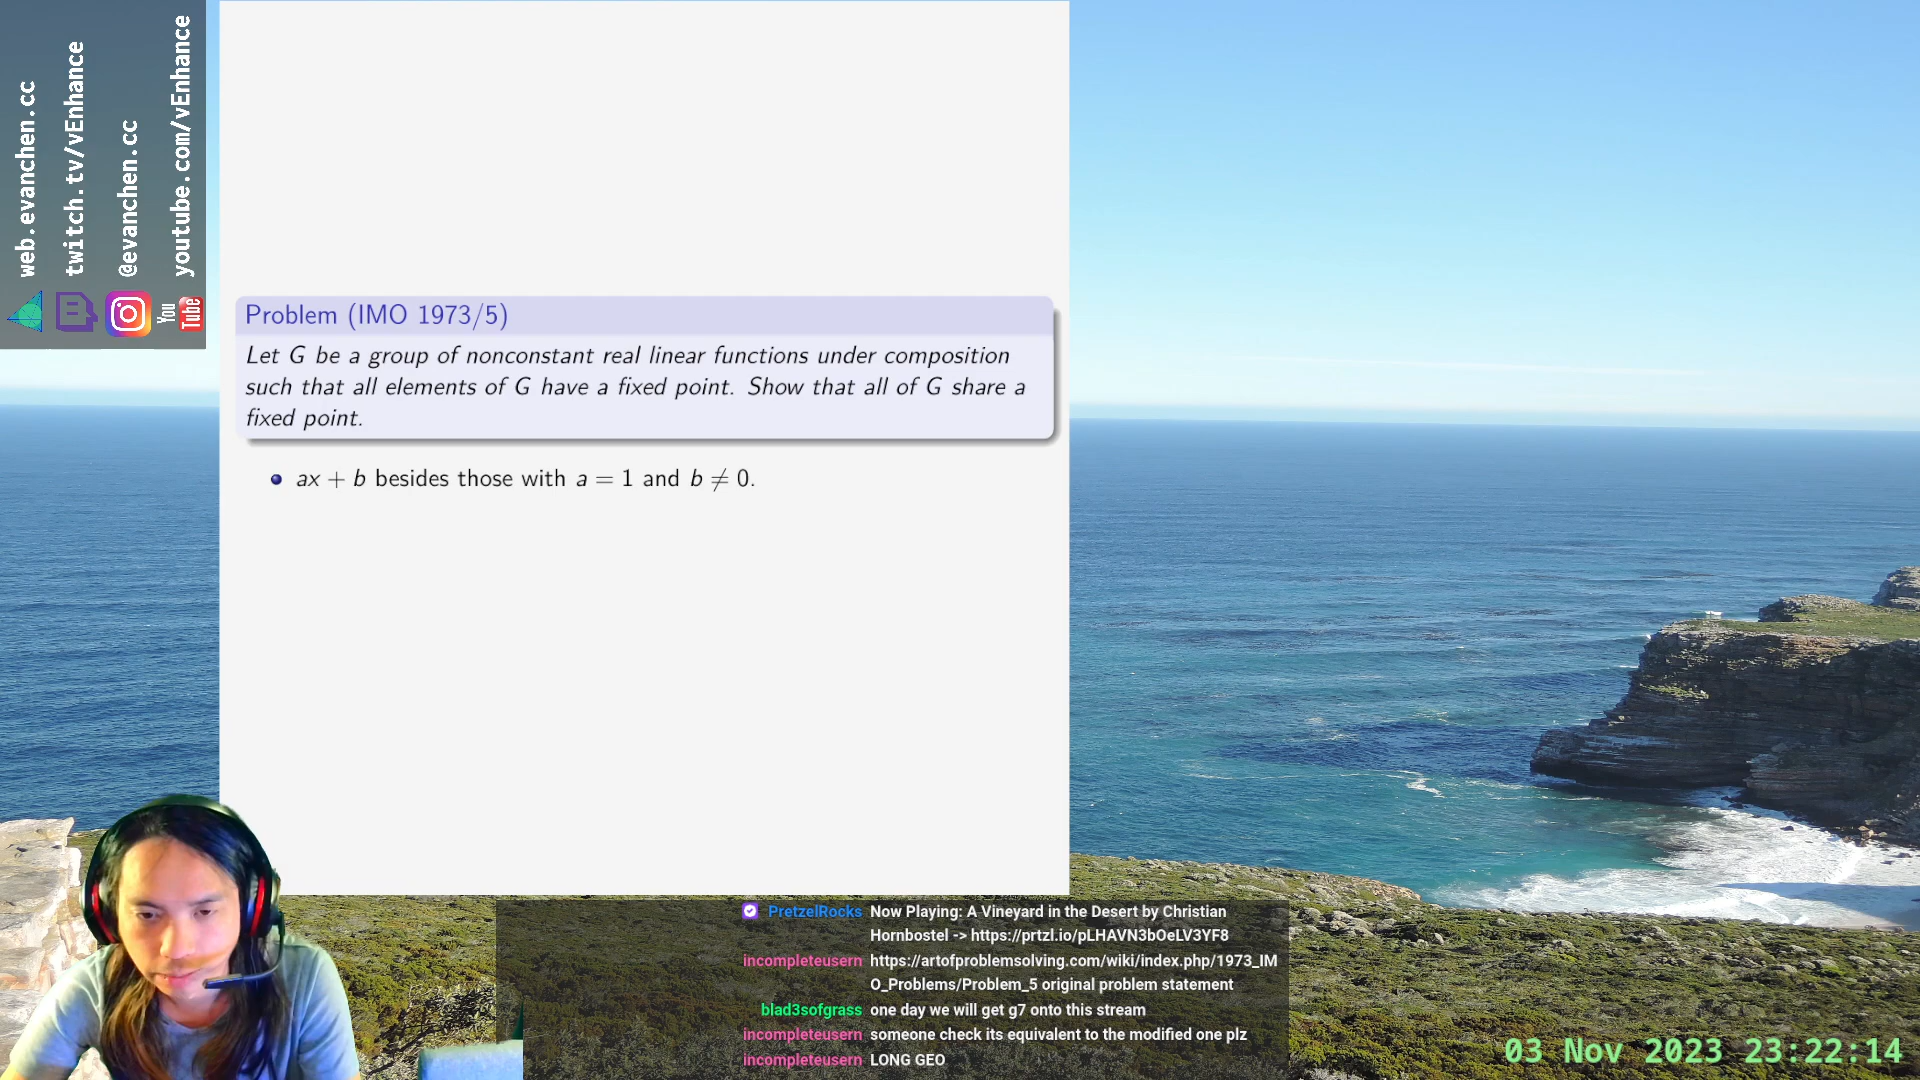 web.evanchen.cc
twitch.tv/vEnhance
@evanchen.cc
youtube.com/vEnhance
You
Tube
Problem (IMO 1973/5)
Let G be a group of nonconstant real linear functions under composition
such that all elements of G have a fixed point. Show that all of G share a
fixed point.
ax + b besides those with a = 1 and b ≠ 0.
PretzelRocks Now Playing: A Vineyard in the Desert by Christian
Hornbostel -> https://prtzl.io/pLHAVN3bOeLV3YF8
incompleteusern https://artofproblemsolving.com/wiki/index.php/1973_IM
O_Problems/Problem_5 original problem statement
blad3sofgrass one day we will get g7 onto this stream
incompleteusern someone check its equivalent to the modified one plz
incompleteusern LONG GEO
03 Nov 2023 23:22:14